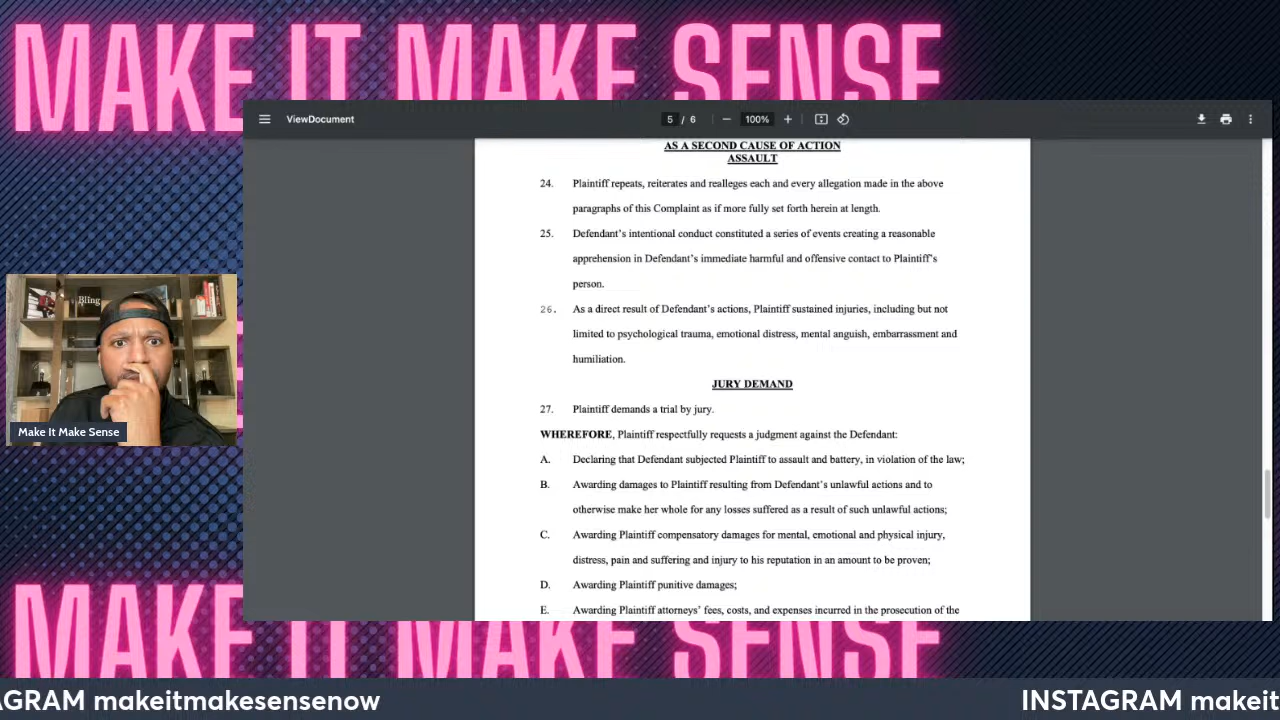 MAKE IT MAKE SENSE
ViewDocument
5 / 6
100%
AS A SECOND CAUSE OF ACTION
ASSAULT
24. Plaintiff repeats, reiterates and realleges each and every allegation made in the above
paragraphs of this Complaint as if more fully set forth herein at length.
25. Defendant's intentional conduct constituted a series of events creating a reasonable
apprehension in Defendant's immediate harmful and offensive contact to Plaintiff's
person.
26. As a direct result of Defendant's actions, Plaintiff sustained injuries, including but not
limited to psychological trauma, emotional distress, mental anguish, embarrassment and
humiliation.
JURY DEMAND
27. Plaintiff demands a trial by jury.
WHEREFORE, Plaintiff respectfully requests a judgment against the Defendant:
A. Declaring that Defendant subjected Plaintiff to assault and battery, in violation of the law;
B. Awarding damages to Plaintiff resulting from Defendant's unlawful actions and to
otherwise make her whole for any losses suffered as a result of such unlawful actions;
C. Awarding Plaintiff compensatory damages for mental, emotional and physical injury,
distress, pain and suffering and injury to his reputation in an amount to be proven;
D. Awarding Plaintiff punitive damages;
E. Awarding Plaintiff attorneys' fees, costs, and expenses incurred in the prosecution of the
Bling
Make It Make Sense
MAKE IT MAKE SENSE
AGRAM makeitmakesensenow
INSTAGRAM makeit